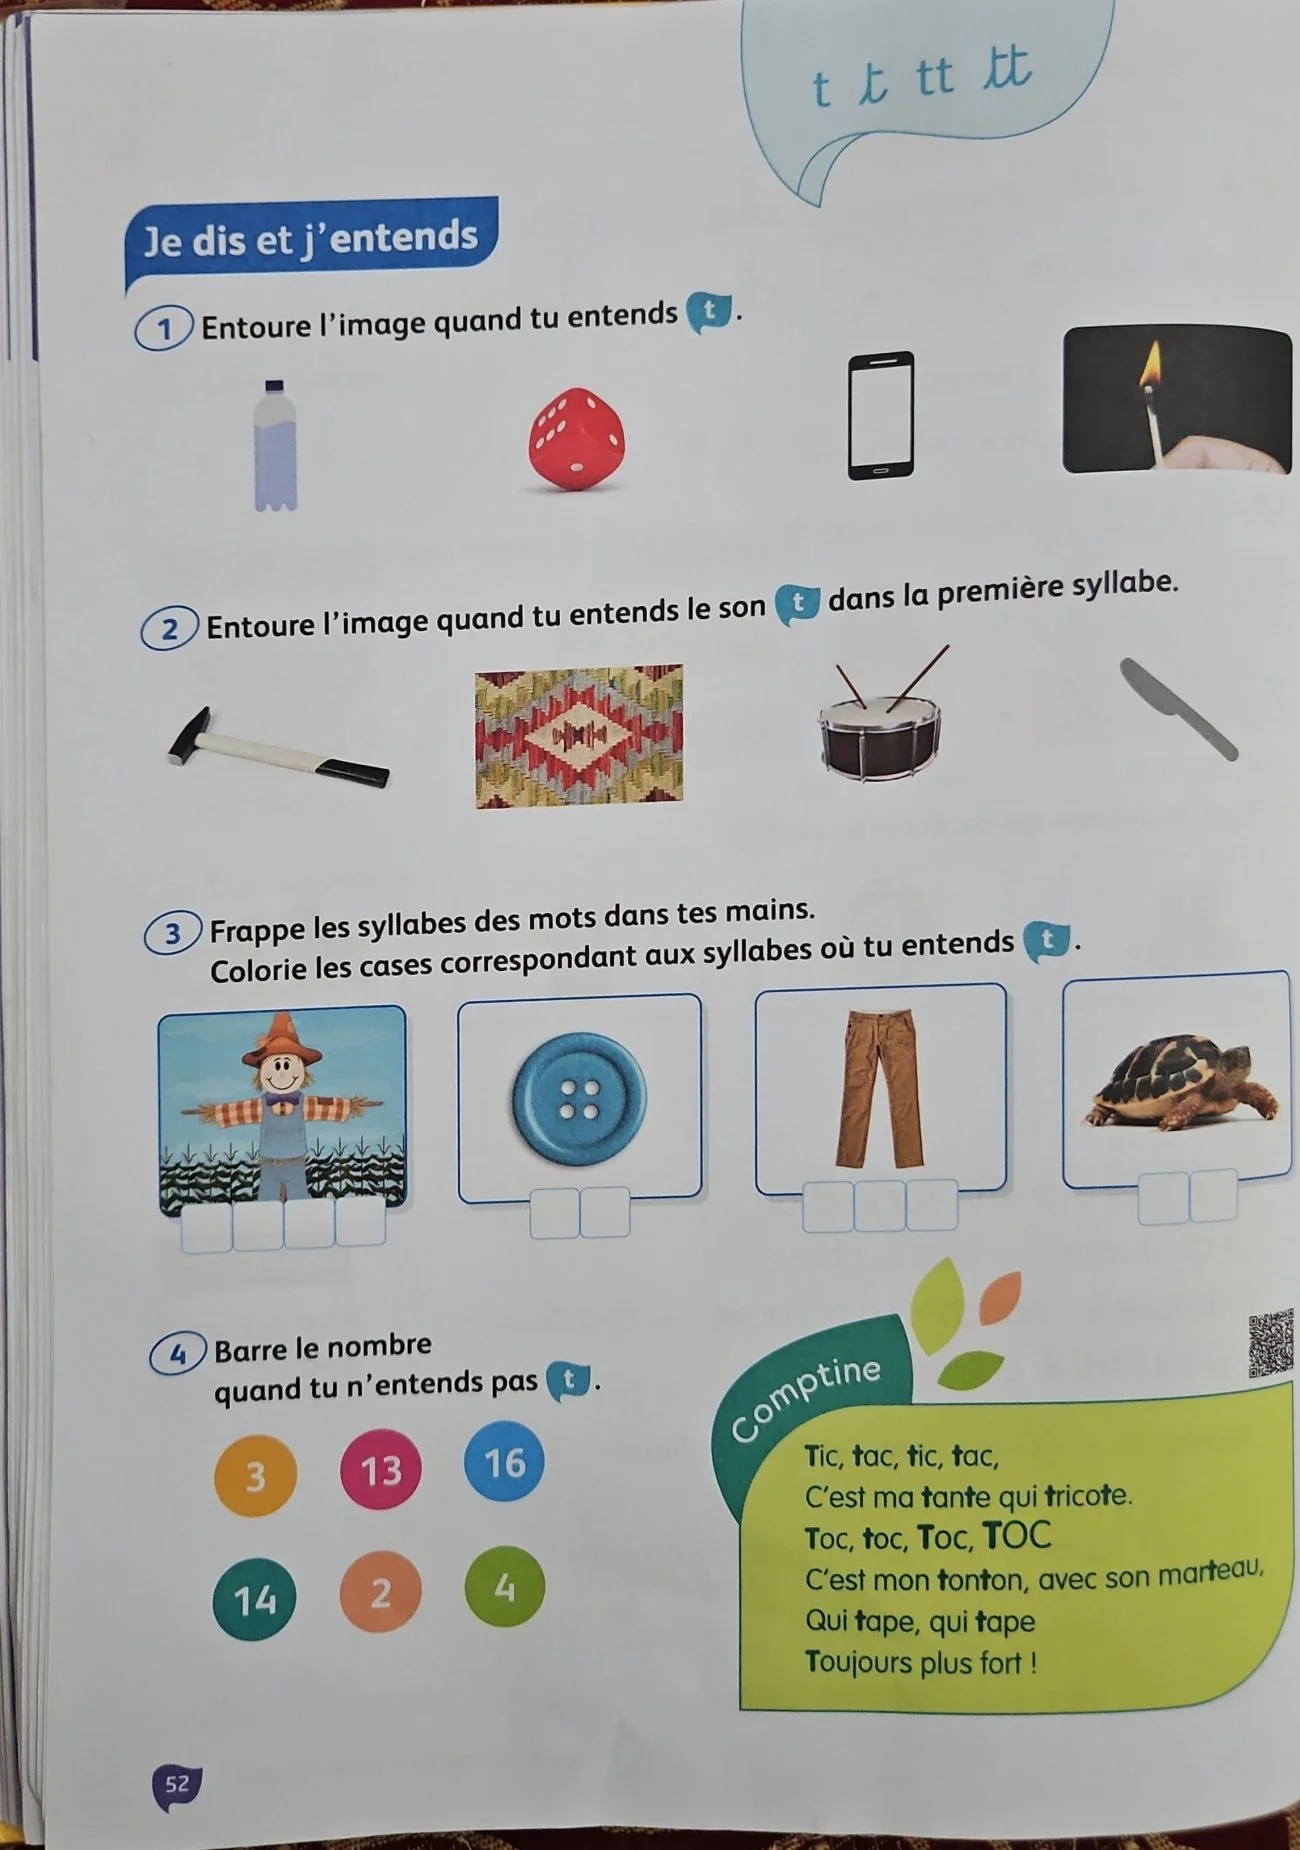 t t tt tt
Je dis et j'entends
1 Entoure l'image quand tu entends t.
2 Entoure l'image quand tu entends le son t dans la première syllabe.
3 Frappe les syllabes des mots dans tes mains.
Colorie les cases correspondant aux syllabes où tu entends t.
4 Barre le nombre
quand tu n'entends pas t.
3 13 16
14 2 4
Comptine
Tic, tac, tic, tac,
C'est ma tante qui tricote.
Toc, toc, Toc, TOC
C'est mon tonton, avec son marteau,
Qui tape, qui tape
Toujours plus fort !
52